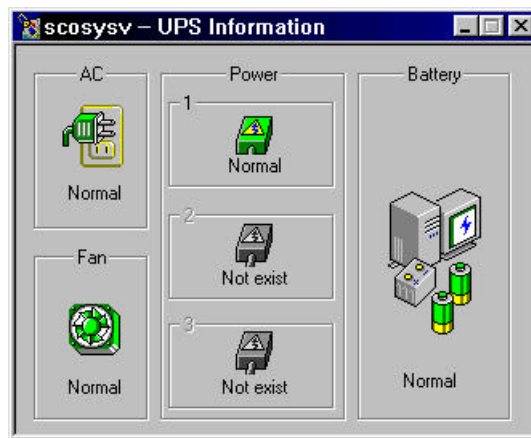 scosysv – UPS Information
AC
Normal
Fan
Normal
Power
1
Normal
2
Not exist
3
Not exist
Battery
Normal